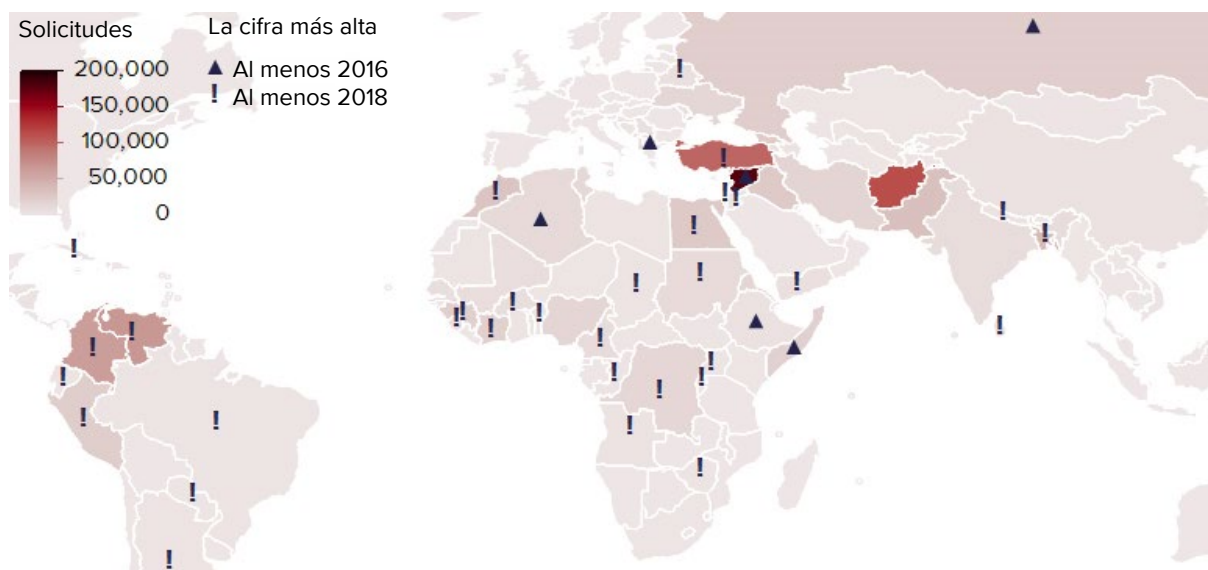 Solicitudes
200,000
150,000
100,000
50,000
0
La cifra más alta
▲ Al menos 2016
! Al menos 2018